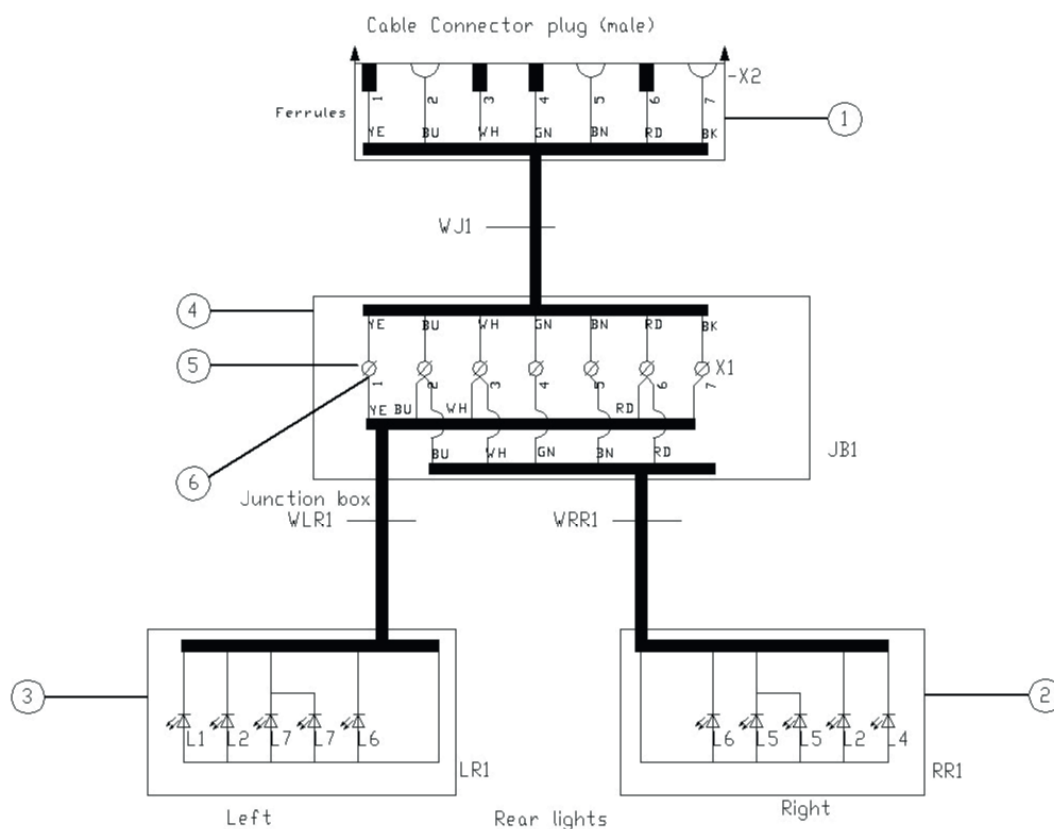 Cable Connector plug (male)
-X2
1 2 3 4 5 6 7
Ferrules
1
YE BU WH GN BN RD BK
WJ1
4
YE BU WH GN BN RD BK
5
X1
1 2 3 4 5 6 7
YE BU WH RD
BU WH GN BN RD
JB1
6
Junction box
WLR1 WRR1
3
2
L1 L2 L7 L7 L6
L6 L5 L5 L2 L4
LR1
RR1
Left
Rear lights
Right